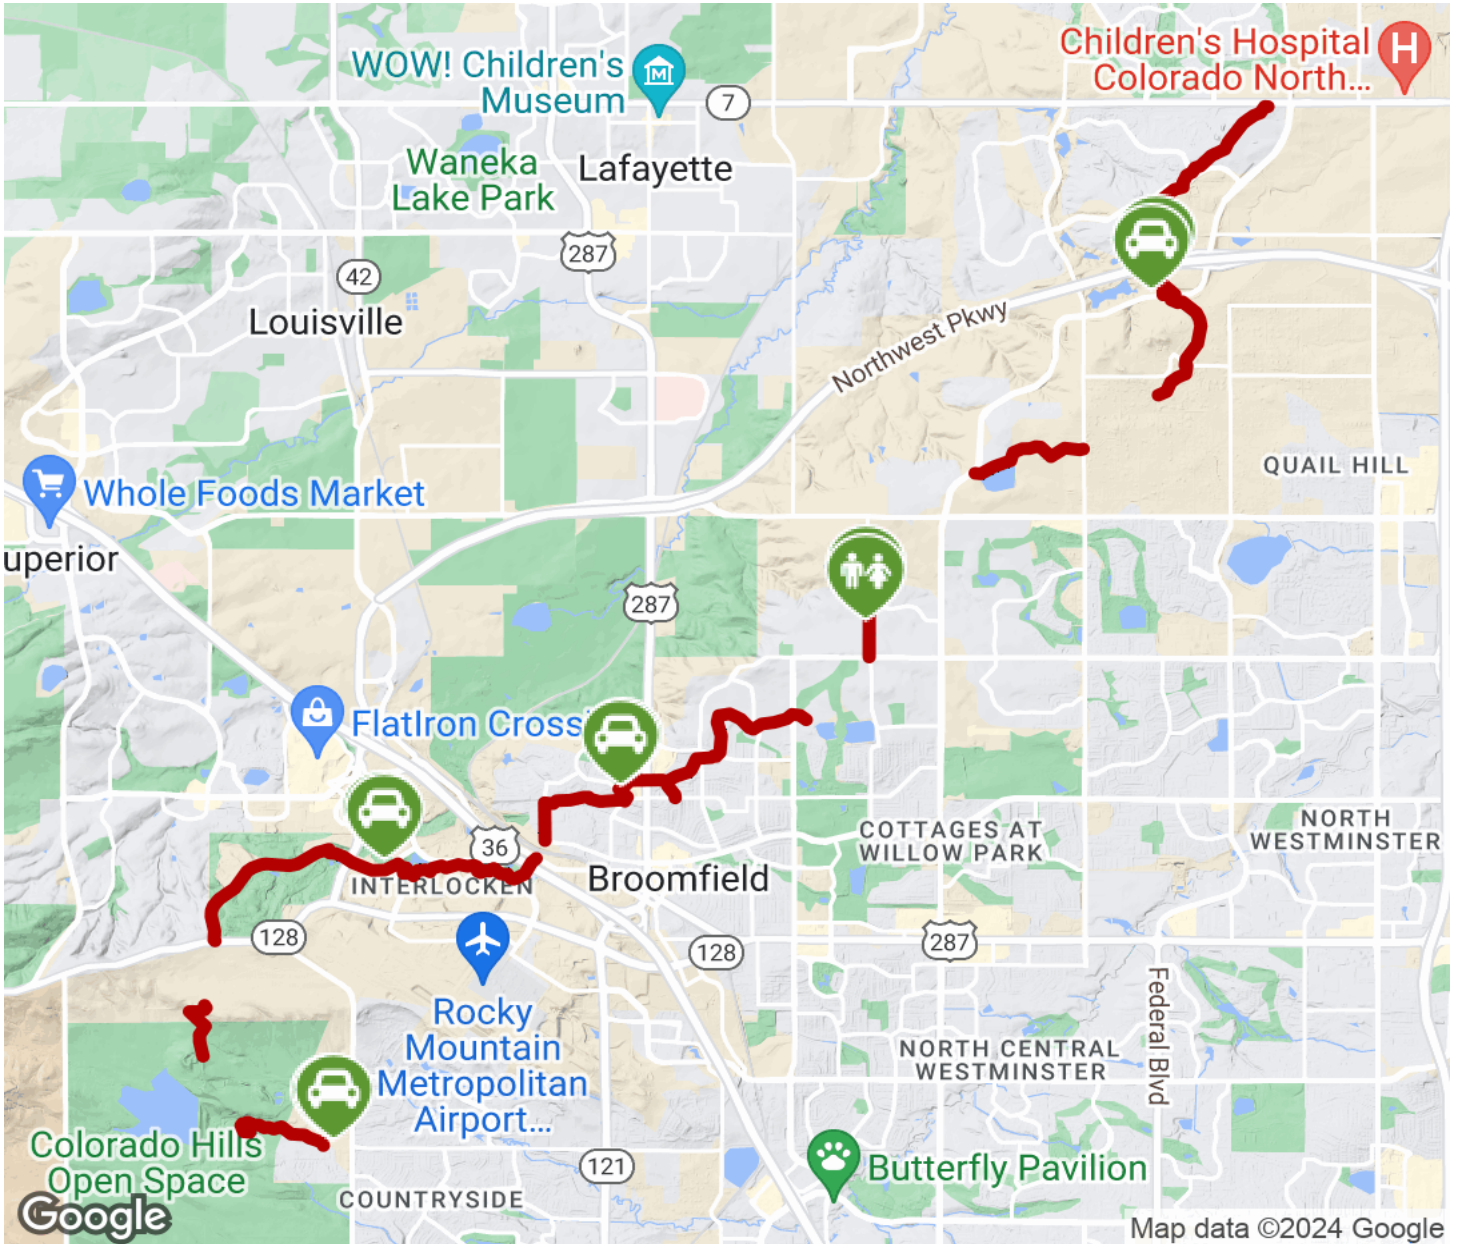 Children's Hospital
Colorado North...
H
WOW! Children's
Museum
M
7
Waneka
Lake Park
Lafayette
287
42
Louisville
Northwest Pkwy
QUAIL HILL
Whole Foods Market
uperior
287
FlatIron Crossi
NORTH
WESTMINSTER
COTTAGES AT
WILLOW PARK
36
INTERLOCKEN
Broomfield
128
287
128
Federal Blvd
Rocky
Mountain
Metropolitan
Airport...
NORTH CENTRAL
WESTMINSTER
Colorado Hills
Open Space
121
Butterfly Pavilion
COUNTRYSIDE
Google
Map data ©2024 Google